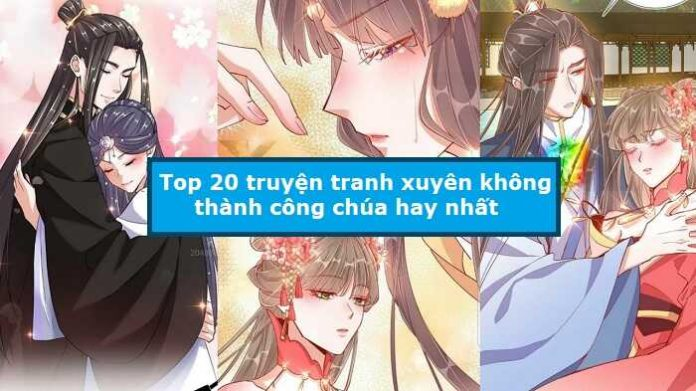 Top 20 truyện tranh xuyên không
thành công chúa hay nhất